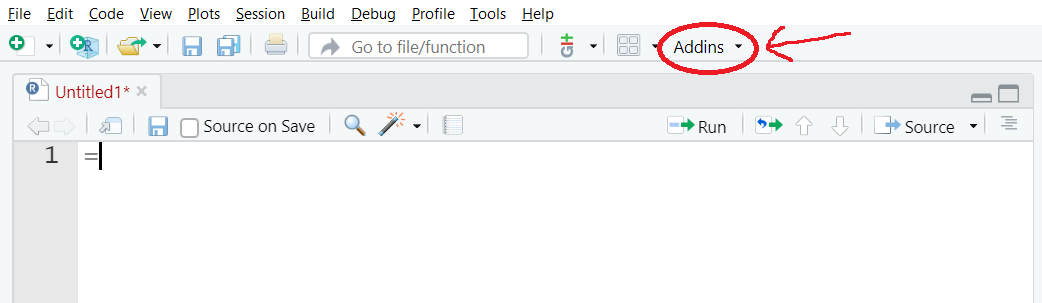 File Edit Code View Plots Session Build Debug Profile Tools Help
R Go to file/function Git Addins
R Untitled1*
Source on Save Run Source
1 =